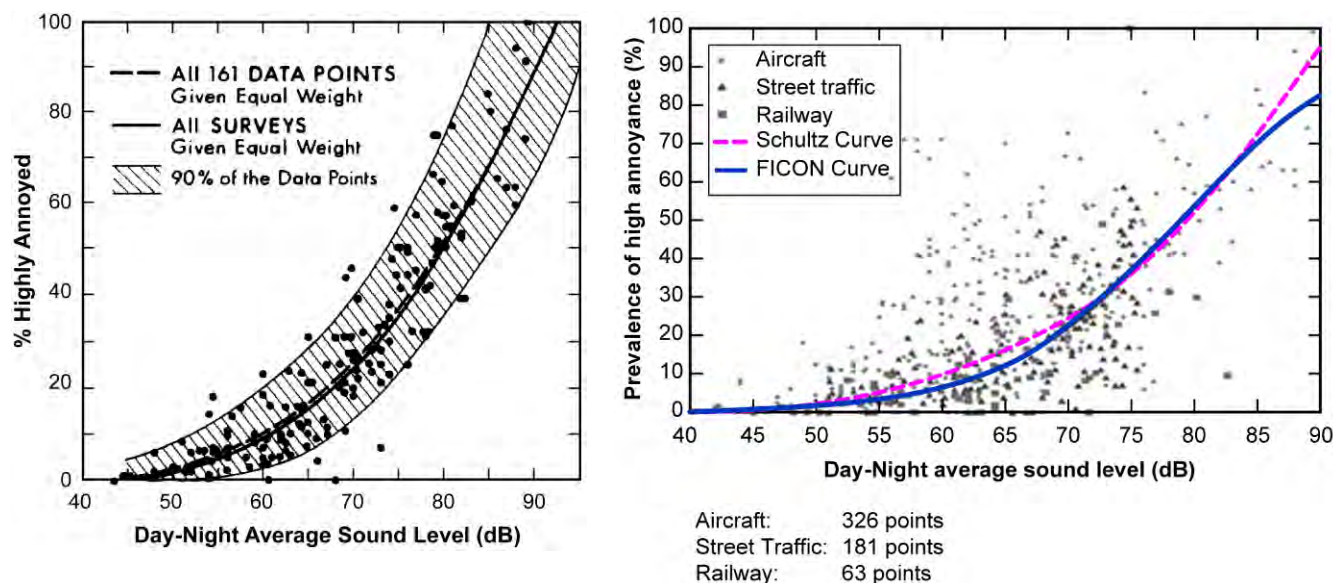 100
80
60
40
20
0
% Highly Annoyed
All 161 DATA POINTS
Given Equal Weight
All SURVEYS
Given Equal Weight
90% of the Data Points
40 50 60 70 80 90
Day-Night Average Sound Level (dB)
100
90
80
70
60
50
40
30
20
10
0
Prevalence of high annoyance (%)
Aircraft
Street traffic
Railway
Schultz Curve
FICON Curve
40 45 50 55 60 65 70 75 80 85 90
Day-Night average sound level (dB)
Aircraft: 326 points
Street Traffic: 181 points
Railway: 63 points